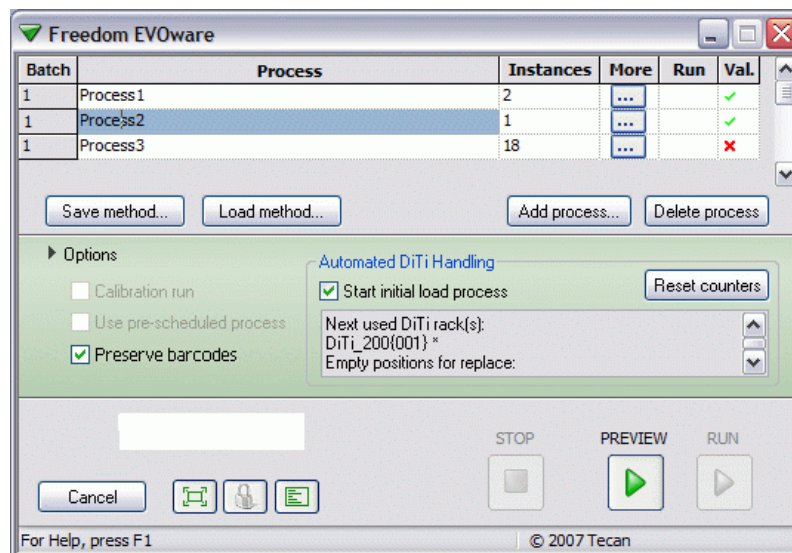 Freedom EVOware
Batch Process Instances More Run Val.
1 Process1 2 ...
1 Process2 1 ...
1 Process3 18 ...
Save method... Load method... Add process... Delete process
Options
Automated DiTi Handling
Calibration run
Start initial load process
Reset counters
Use pre-scheduled process
Preserve barcodes
Next used DiTi rack(s):
DiTi_200{001} *
Empty positions for replace:
STOP PREVIEW RUN
Cancel
For Help, press F1 © 2007 Tecan